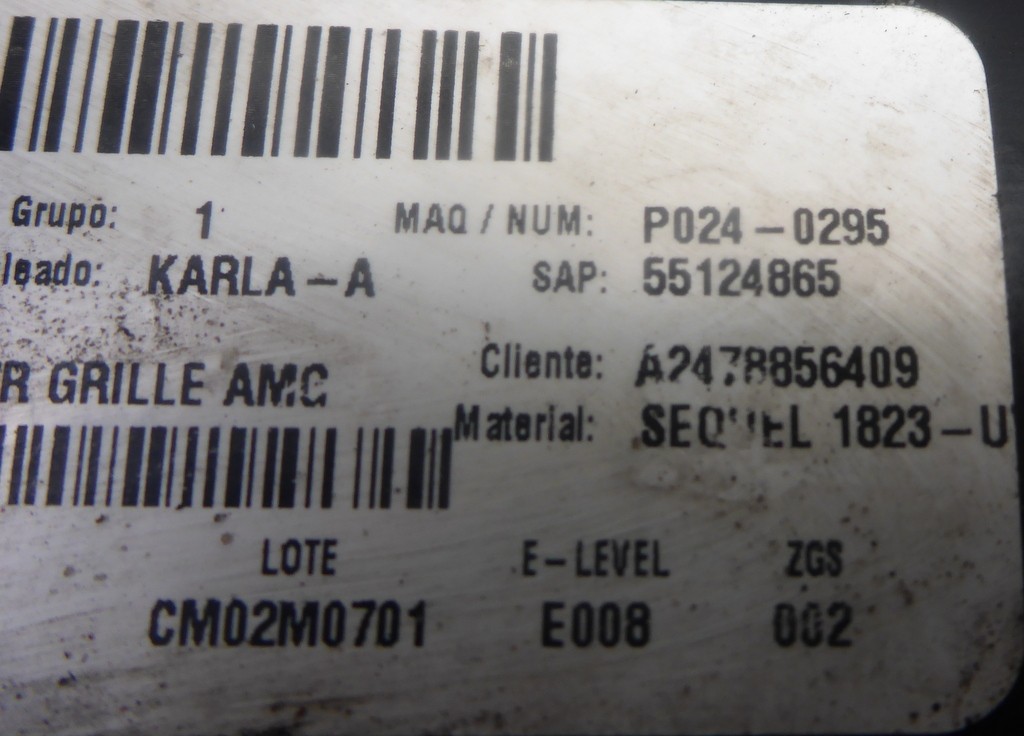 Grupo: 1 MAQ / NUM: P024-0295
leado: KARLA-A SAP: 55124865
Cliente: A2478856409
R GRILLE AMG
Material: SEQUEL 1823-U
LOTE E-LEVEL ZGS
CM02M0701 E008 002